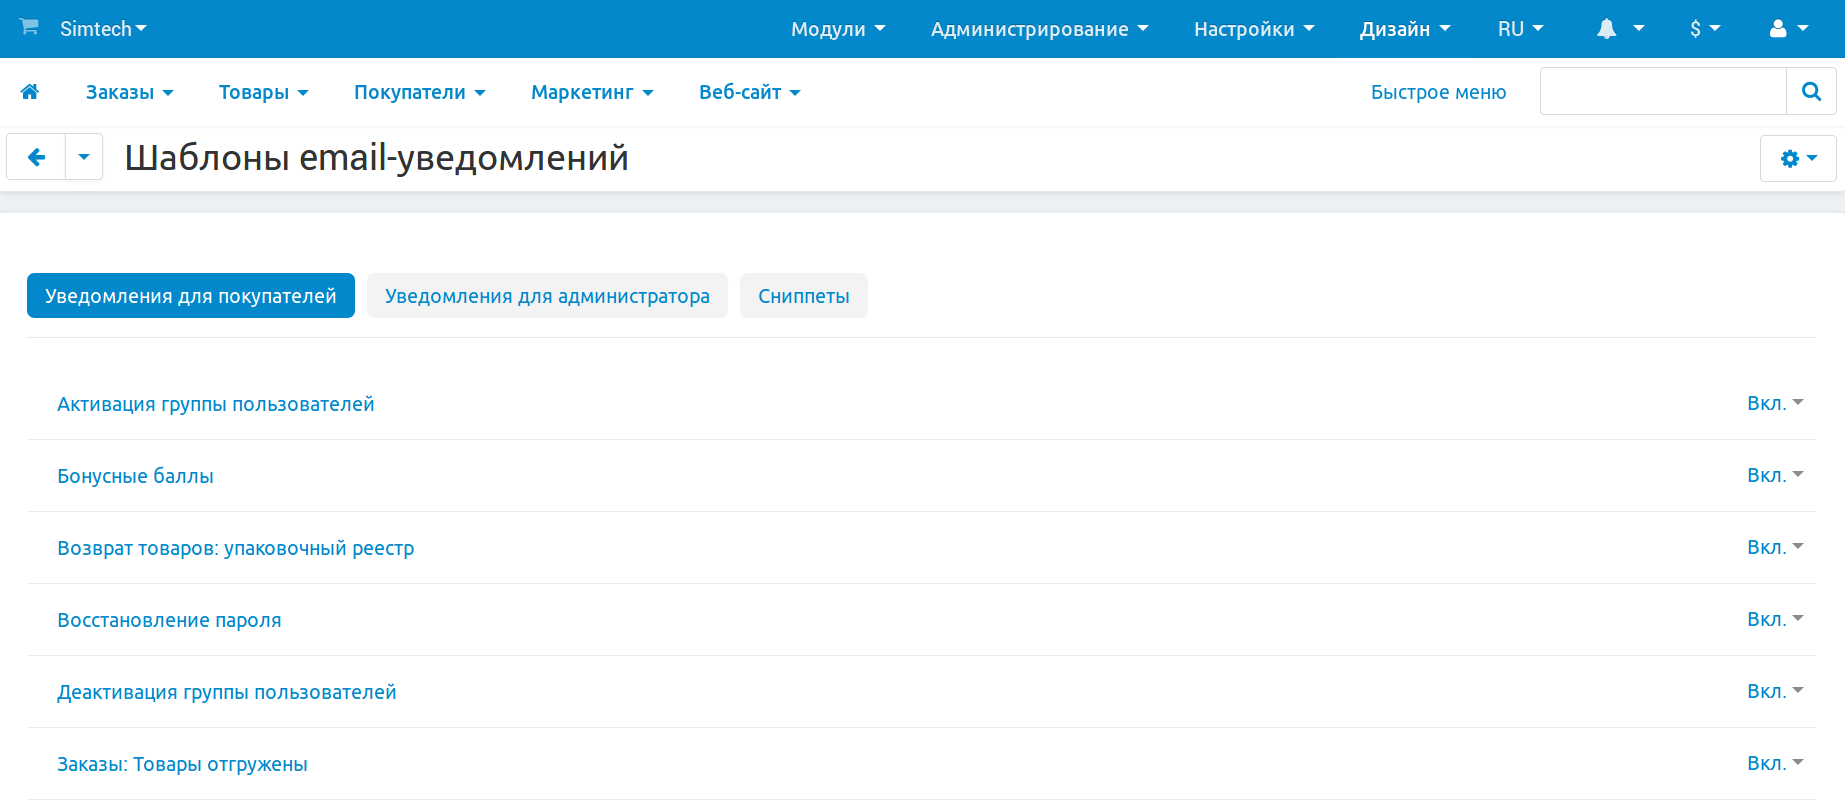 Simtech Модули Администрирование Настройки Дизайн RU $
Заказы Товары Покупатели Маркетинг Веб-сайт Быстрое меню
Шаблоны email-уведомлений
Уведомления для покупателей Уведомления для администратора Сниппеты
Активация группы пользователей Вкл.
Бонусные баллы Вкл.
Возврат товаров: упаковочный реестр Вкл.
Восстановление пароля Вкл.
Деактивация группы пользователей Вкл.
Заказы: Товары отгружены Вкл.